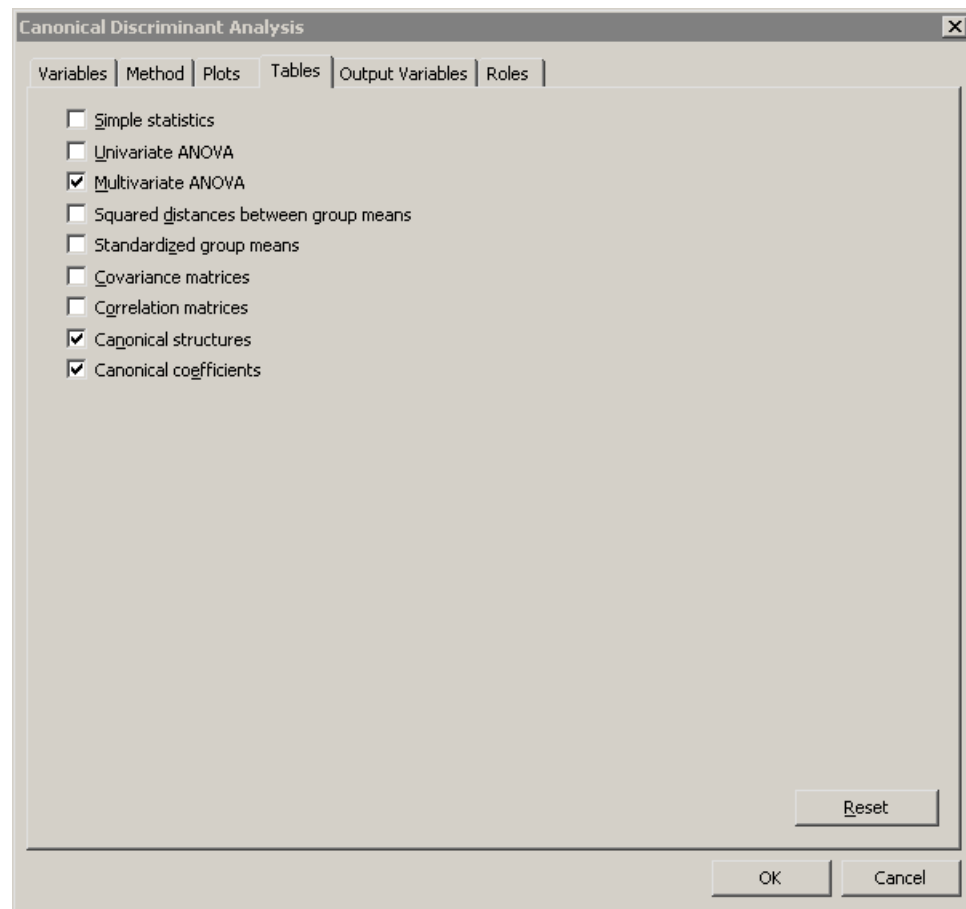 Canonical Discriminant Analysis
Variables Method Plots Tables Output Variables Roles
Simple statistics
Univariate ANOVA
Multivariate ANOVA
Squared distances between group means
Standardized group means
Covariance matrices
Correlation matrices
Canonical structures
Canonical coefficients
Reset
OK Cancel